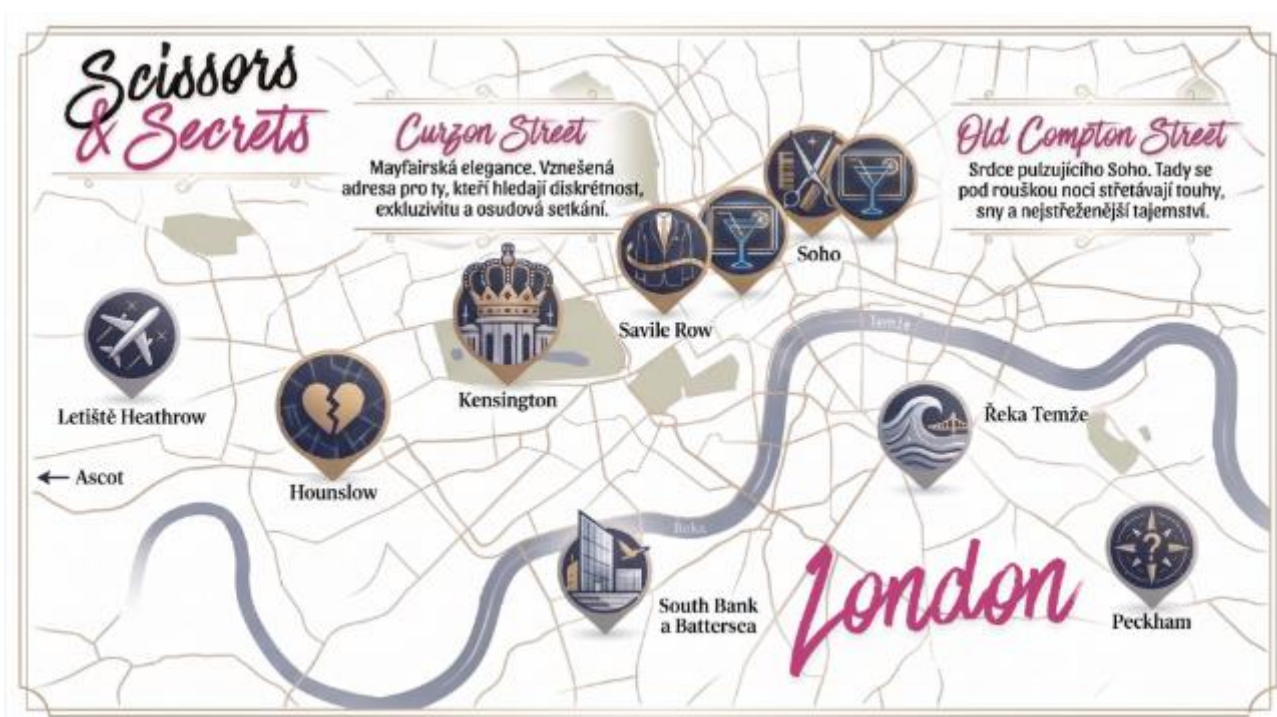 Scissors
& Secrets
Curzon Street
Mayfairská elegance. Vznešená
adresa pro ty, kteří hledají diskrétnost,
exkluzivitu a osudová setkání.
Old Compton Street
Srdce pulzujícího Soho. Tady se
pod rouškou noci střetávají touhy,
sny a nejstřeženější tajemství.
Soho
Savile Row
Temže
Kensington
Letiště Heathrow
Řeka Temže
← Ascot
Hounslow
Řeka
?
London
South Bank
a Battersea
Peckham